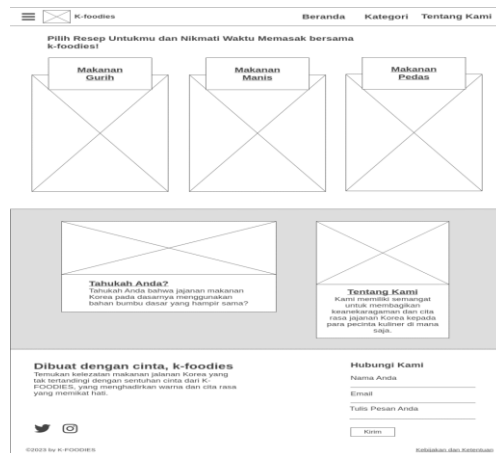 K-foodies
Beranda Kategori Tentang Kami
Pilih Resep Untukmu dan Nikmati Waktu Memasak bersama
k-foodies!
Makanan
Gurih
Makanan
Manis
Makanan
Pedas
Tahukah Anda?
Tahukah Anda bahwa jajanan makanan
Korea pada dasarnya menggunakan
bahan bumbu dasar yang hampir sama?
Tentang Kami
Kami memiliki semangat
untuk membagikan
keanekaragaman dan cita
rasa jajanan Korea kepada
para pecinta kuliner di mana
saja.
Dibuat dengan cinta, k-foodies
Temukan kelezatan makanan jalanan Korea yang
tak tertandingi dengan sentuhan cinta dari K-
FOODIES, yang menghadirkan warna dan cita rasa
yang memikat hati.
Hubungi Kami
Nama Anda
Email
Tulis Pesan Anda
Kirim
©2023 by K-FOODIES
Kebijakan dan Ketentuan